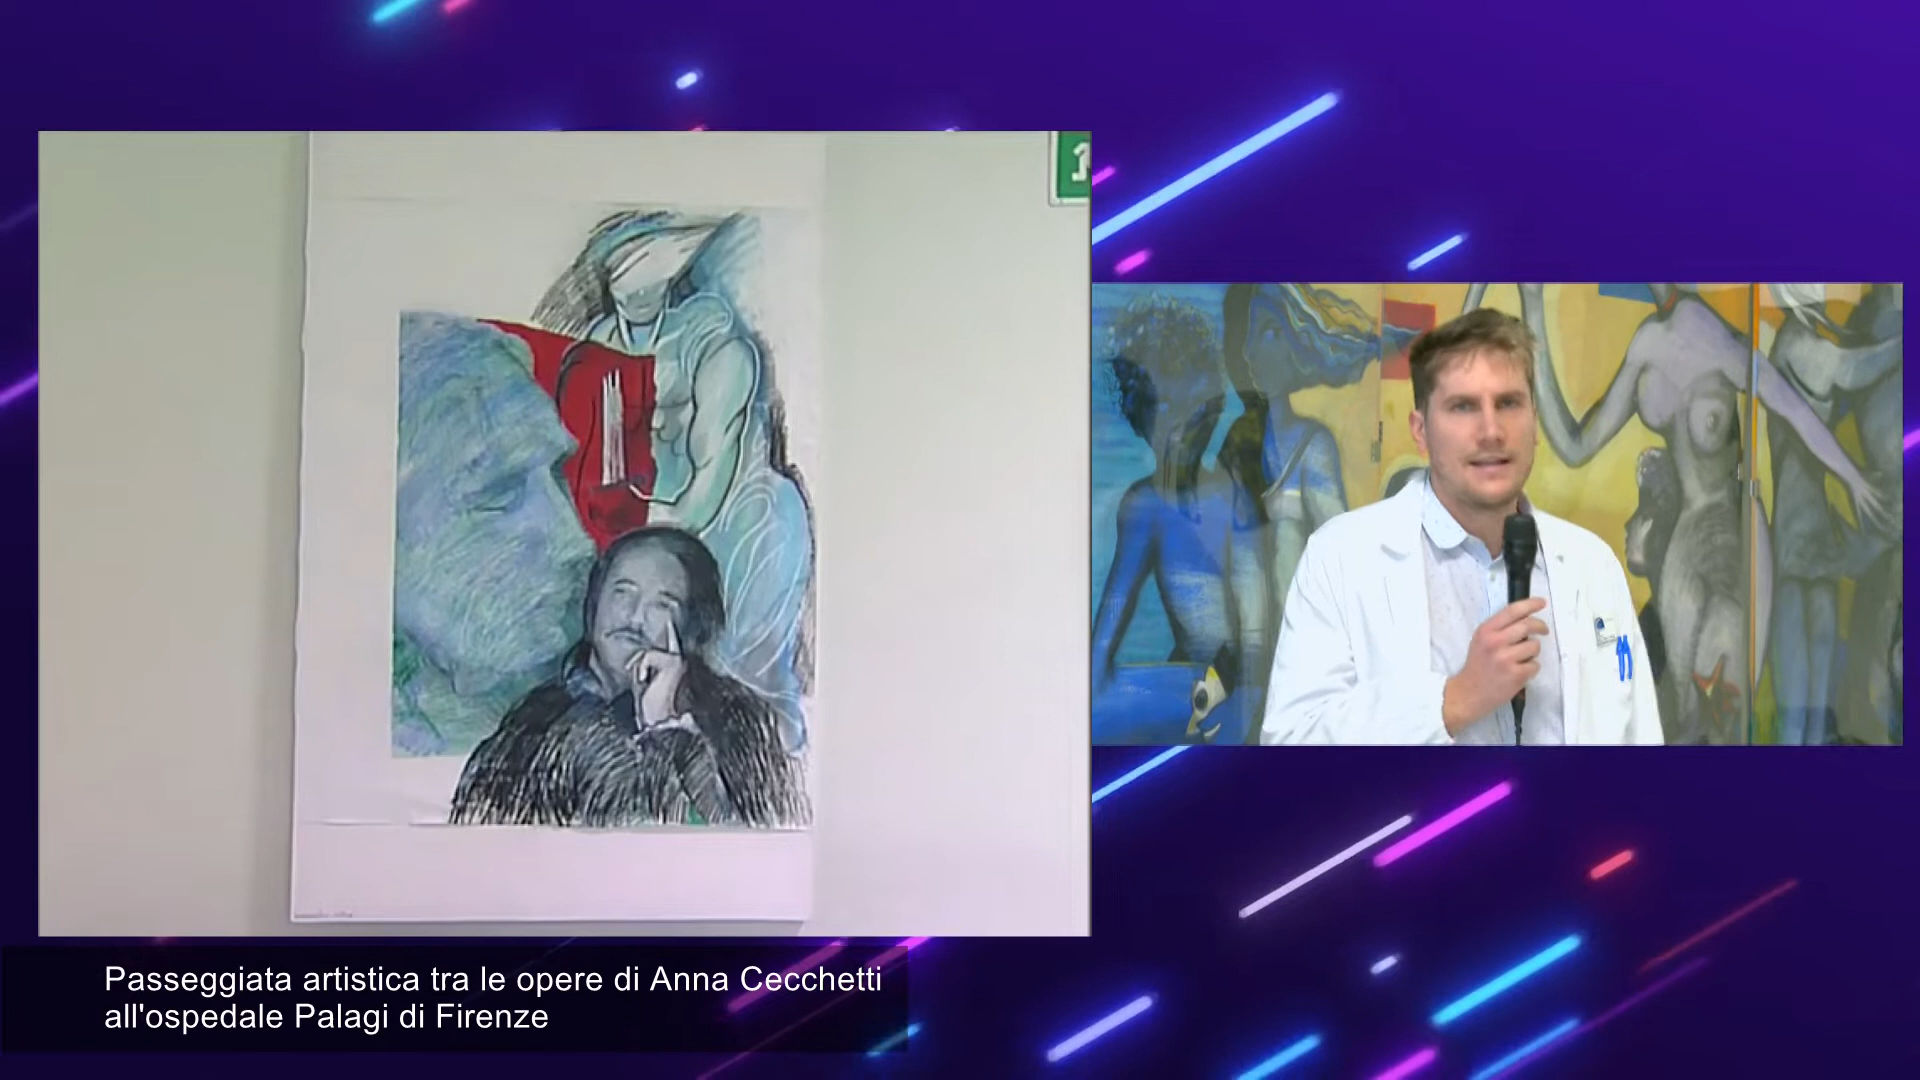 Passeggiata artistica tra le opere di Anna Cecchetti
all'ospedale Palagi di Firenze